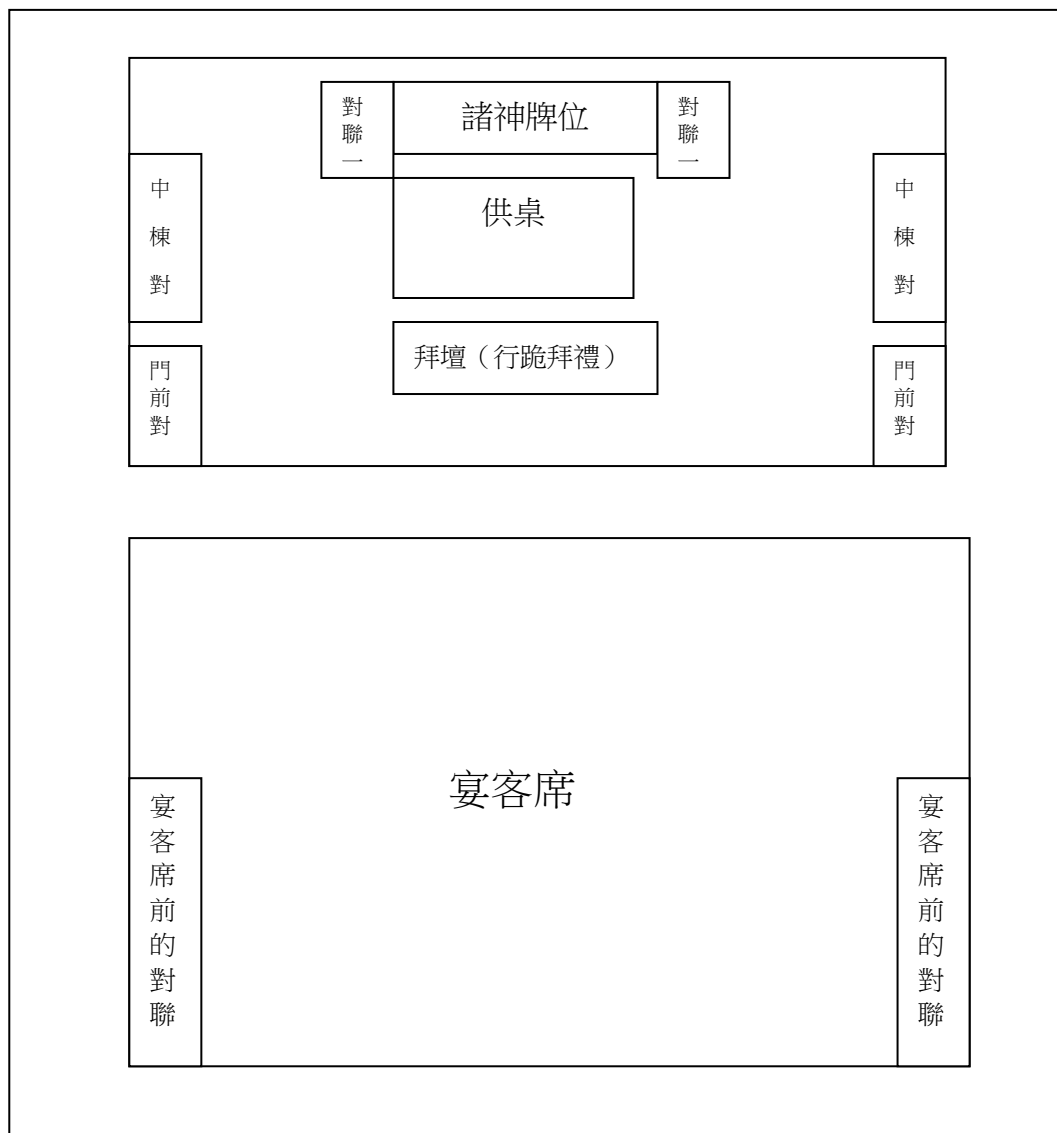 對聯一
諸神牌位
對聯一
中棟對
供桌
中棟對
拜壇（行跪拜禮）
門前對
門前對
宴客席
宴客席前的對聯
宴客席前的對聯